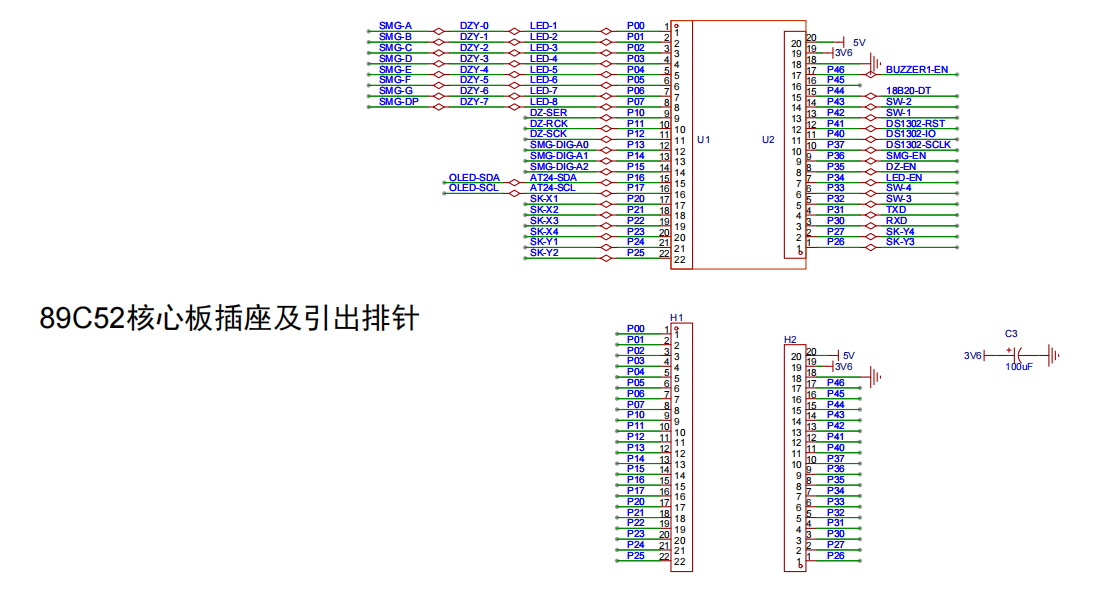 SMG-A DZY-0 LED-1 P00 1 1
SMG-B DZY-1 LED-2 P01 2 2
SMG-C DZY-2 LED-3 P02 3 3
SMG-D DZY-3 LED-4 P03 4 4
SMG-E DZY-4 LED-5 P04 5 5
SMG-F DZY-5 LED-6 P05 6 6
SMG-G DZY-6 LED-7 P06 7 7
SMG-DP DZY-7 LED-8 P07 8 8
DZ-SER P10 9 9
DZ-RCK P11 10 10
DZ-SCK P12 11 11
SMG-DIG-A0 P13 12 12
SMG-DIG-A1 P14 13 13
SMG-DIG-A2 P15 14 14
OLED-SDA AT24-SDA P16 15 15
OLED-SCL AT24-SCL P17 16 16
SK-X1 P20 17 17
SK-X2 P21 18 18
SK-X3 P22 19 19
SK-X4 P23 20 20
SK-Y1 P24 21 21
SK-Y2 P25 22 22
U1
U2
20 20 5V
19 19 3V6
18 18
17 17 P46 BUZZER1-EN
16 16 P45
15 15 P44 18B20-DT
14 14 P43 SW-2
13 13 P42 SW-1
12 12 P41 DS1302-RST
11 11 P40 DS1302-IO
10 10 P37 DS1302-SCLK
9 9 P36 SMG-EN
8 8 P35 DZ-EN
7 7 P34 LED-EN
6 6 P33 SW-4
5 5 P32 SW-3
4 4 P31 TXD
3 3 P30 RXD
2 2 P27 SK-Y4
1 1 P26 SK-Y3
89C52核心板插座及引出排针
H1
P00 1 1
P01 2 2
P02 3 3
P03 4 4
P04 5 5
P05 6 6
P06 7 7
P07 8 8
P10 9 9
P11 10 10
P12 11 11
P13 12 12
P14 13 13
P15 14 14
P16 15 15
P17 16 16
P20 17 17
P21 18 18
P22 19 19
P23 20 20
P24 21 21
P25 22 22
H2
20 20 5V
19 19 3V6
18 18
17 17 P46
16 16 P45
15 15 P44
14 14 P43
13 13 P42
12 12 P41
11 11 P40
10 10 P37
9 9 P36
8 8 P35
7 7 P34
6 6 P33
5 5 P32
4 4 P31
3 3 P30
2 2 P27
1 1 P26
C3
3V6 +
100uF